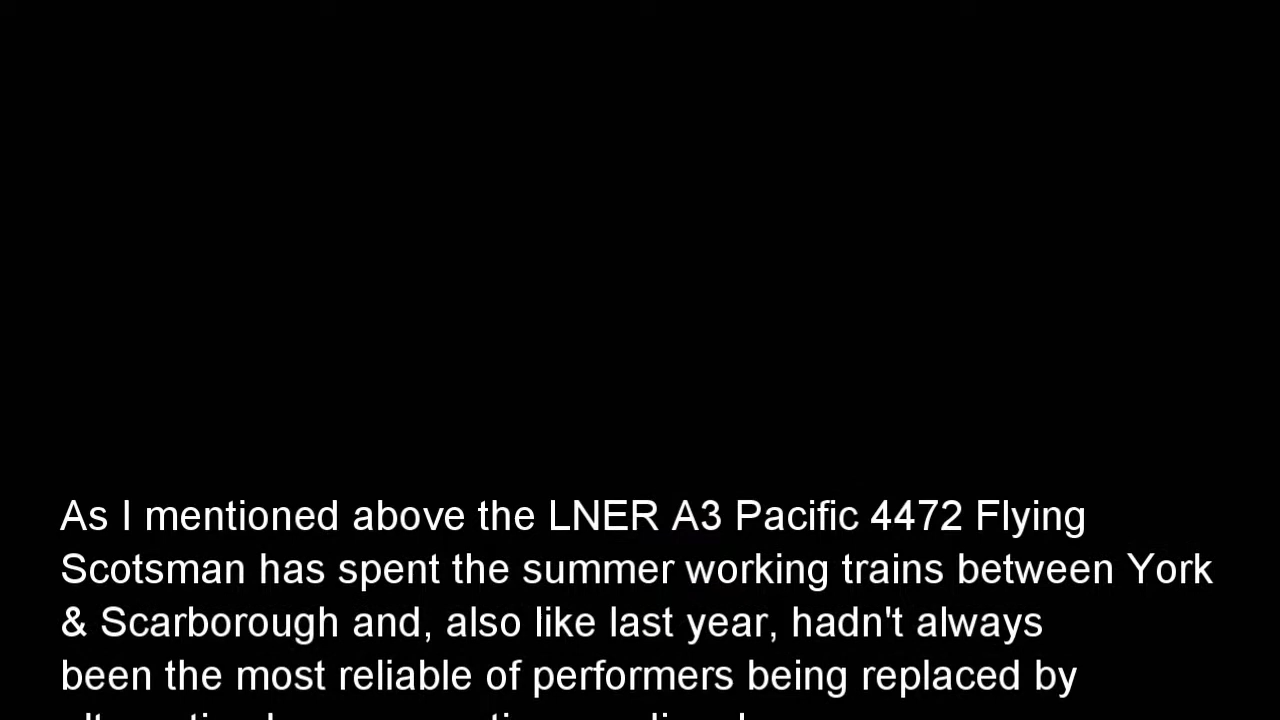 As I mentioned above the LNER A3 Pacific 4472 Flying
Scotsman has spent the summer working trains between York
& Scarborough and, also like last year, hadn't always
been the most reliable of performers being replaced by